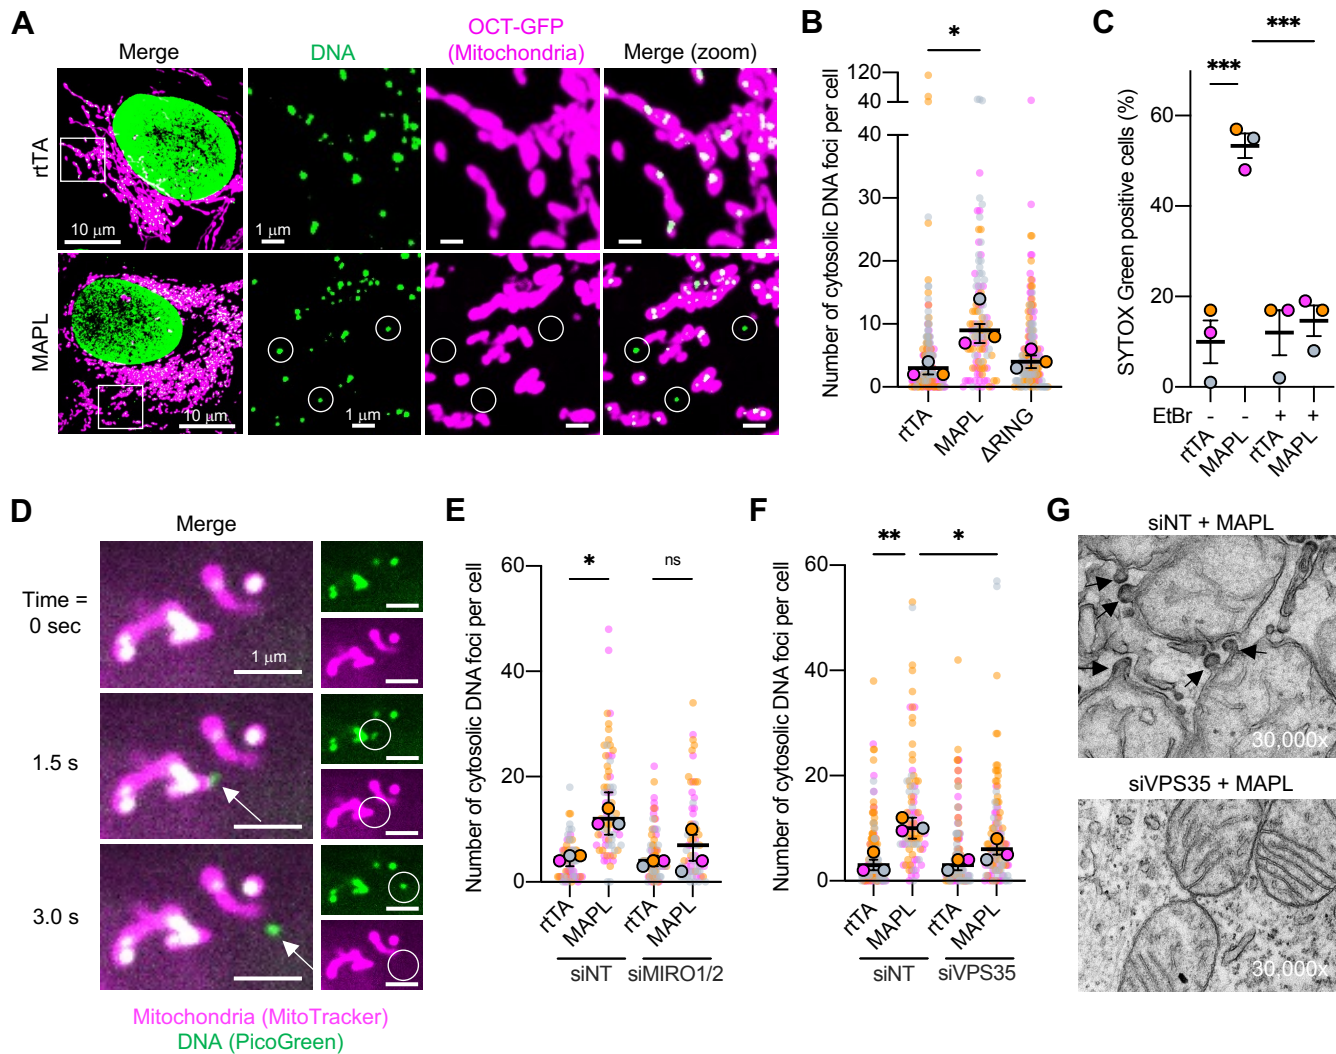 A
Merge
DNA
OCT-GFP
(Mitochondria)
Merge (zoom)
rtTA
10 μm
1 μm
MAPL
10 μm
1 μm
B
*
Number of cytosolic DNA foci per cell
120
40
40
30
20
10
0
rtTA
MAPL
ΔRING
C
***
***
SYTOX Green positive cells (%)
60
40
20
0
EtBr - - + +
rtTA
MAPL
rtTA
MAPL
D
Merge
Time =
0 sec
1 μm
1.5 s
3.0 s
Mitochondria (MitoTracker)
DNA (PicoGreen)
E
Number of cytosolic DNA foci per cell
60
40
20
0
*
ns
rtTA
MAPL
rtTA
MAPL
siNT
siMIRO1/2
F
Number of cytosolic DNA foci per cell
60
40
20
0
**
*
rtTA
MAPL
rtTA
MAPL
siNT
siVPS35
G
siNT + MAPL
30,000x
siVPS35 + MAPL
30,000x